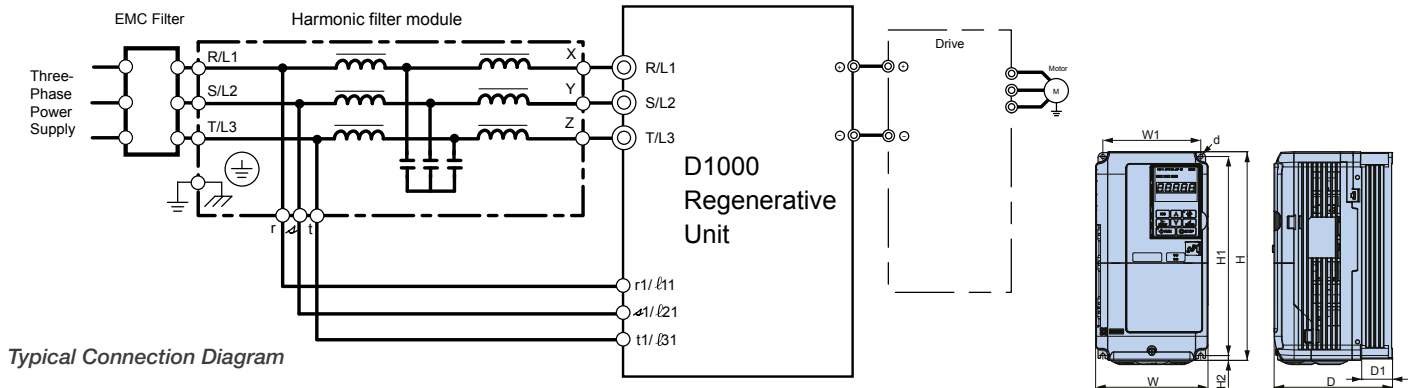 EMC Filter
Harmonic filter module
Three-
Phase
Power
Supply
R/L1
S/L2
T/L3
X
Y
Z
r
s
t
R/L1
S/L2
T/L3
D1000
Regenerative
Unit
r1/ℓ11
s1/ℓ21
t1/ℓ31
Drive
Motor
M
W1
d
H1
H
H2
W
D1
D
Typical Connection Diagram